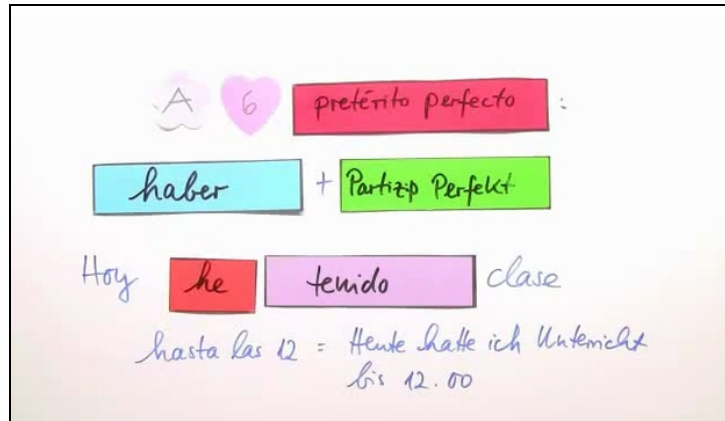 A 6 pretérito perfecto :
haber + Partizip Perfekt
Hoy he tenido clase
hasta las 12 = Heute hatte ich Unterricht
bis 12.00